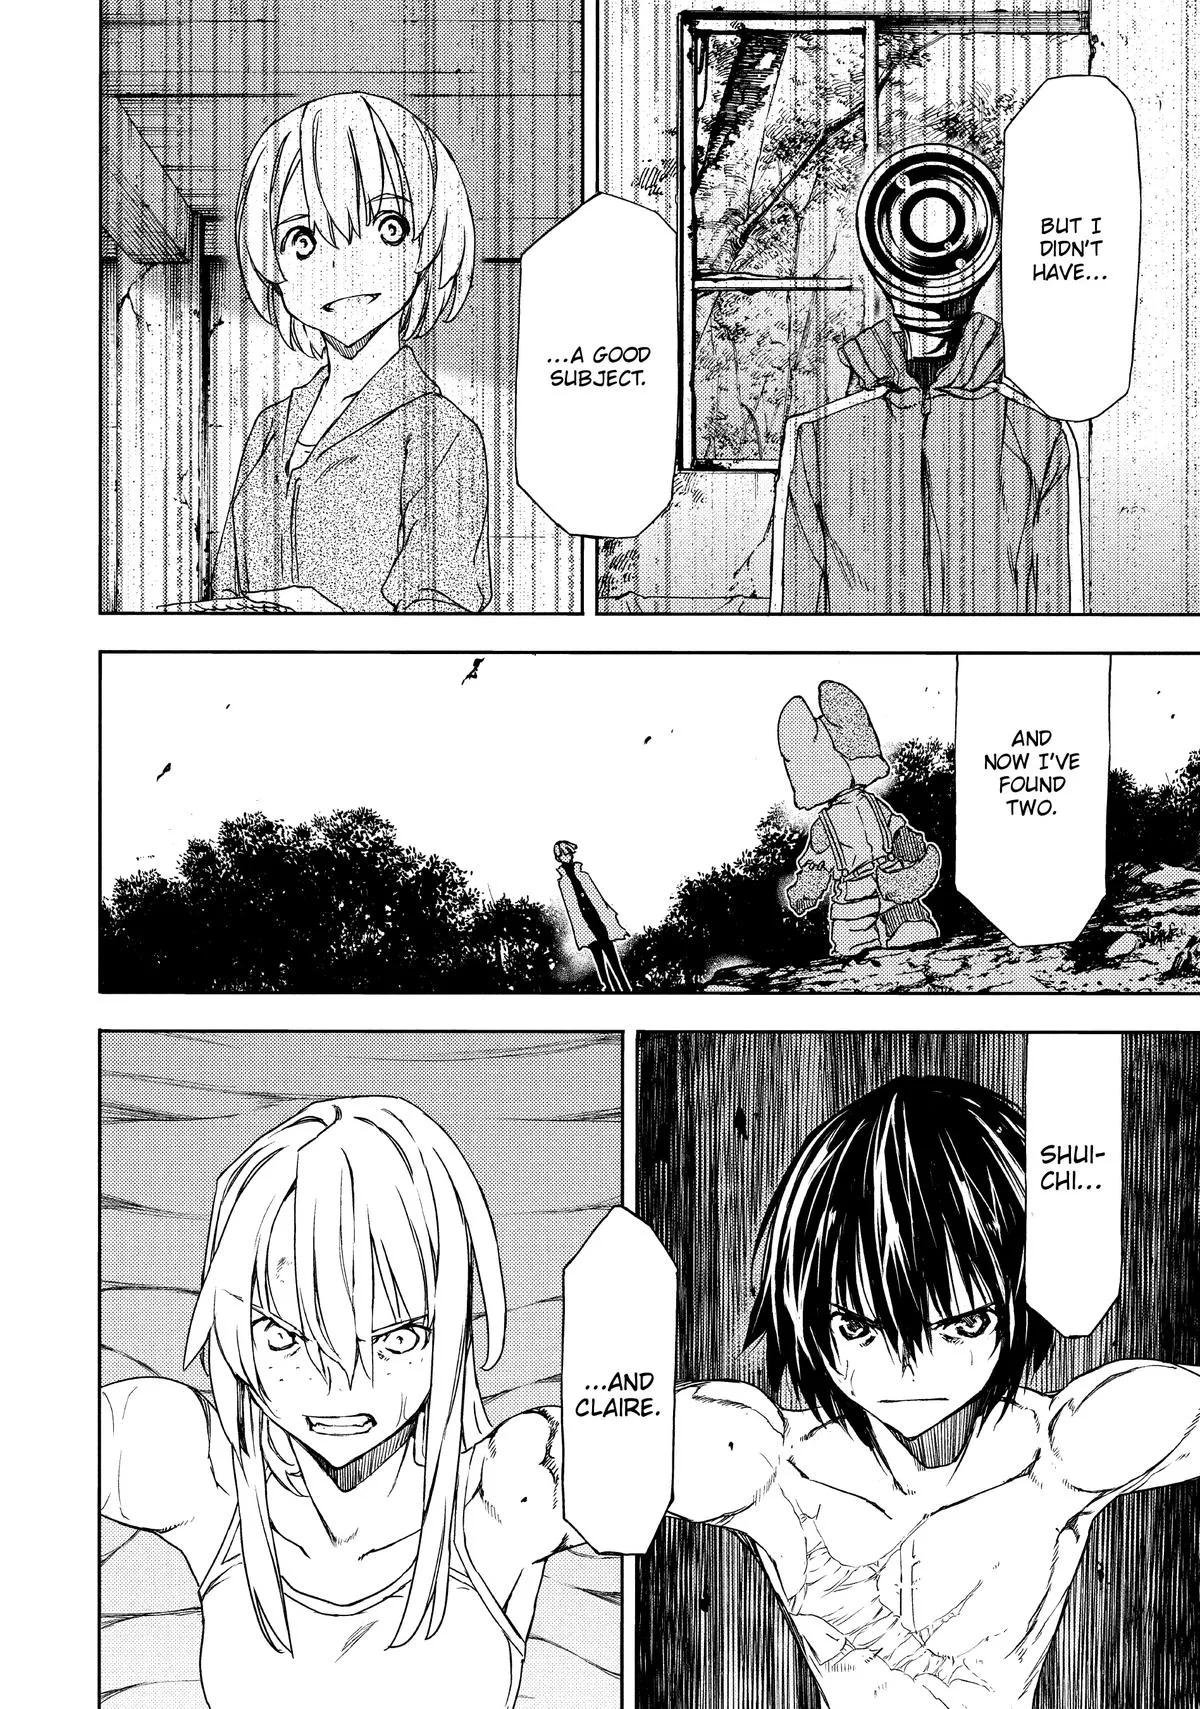 BUT I
DIDN'T
HAVE...
...A GOOD
SUBJECT.
AND
NOW I'VE
FOUND
TWO.
SHUI-
CHI...
...AND
CLAIRE.